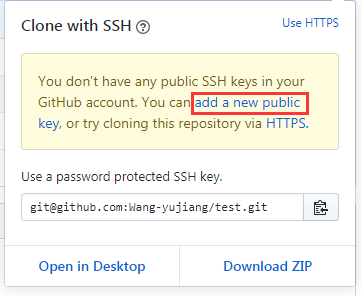 Clone with SSH
Use HTTPS
You don't have any public SSH keys in your
GitHub account. You can add a new public
key, or try cloning this repository via HTTPS.
Use a password protected SSH key.
git@github.com:Wang-yujiang/test.git
Open in Desktop
Download ZIP